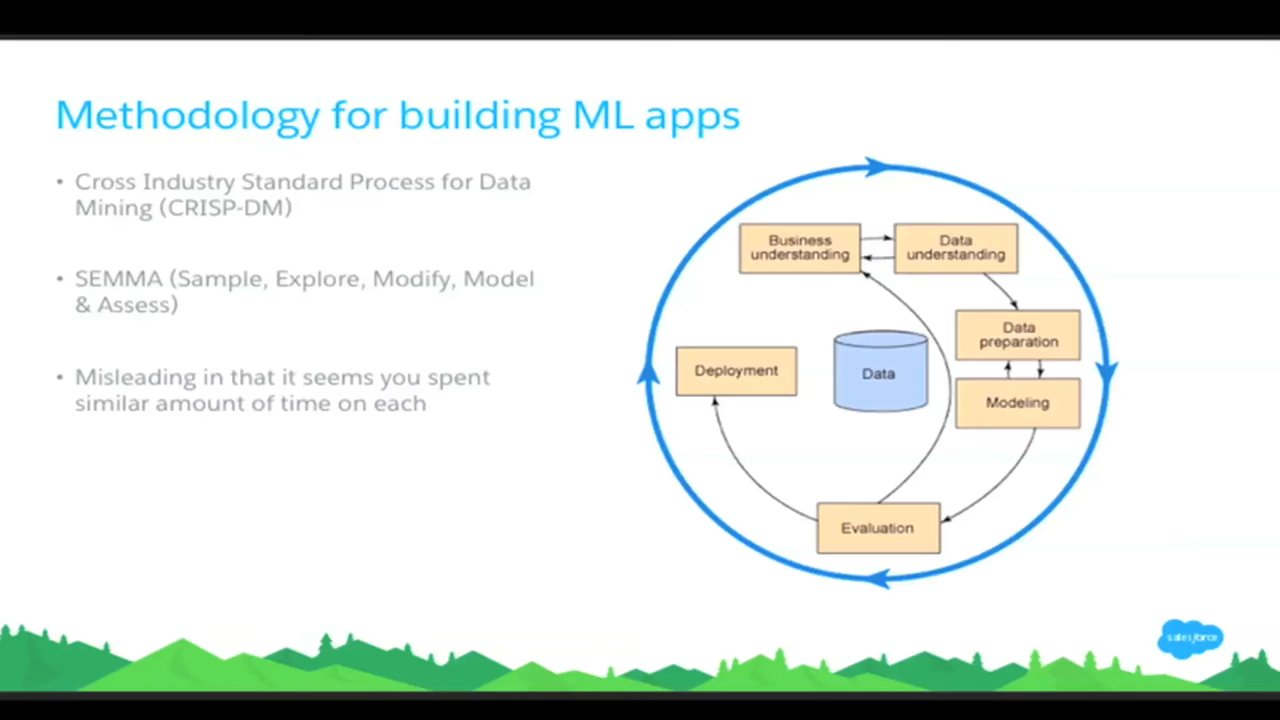 Methodology for building ML apps
• Cross Industry Standard Process for Data
Mining (CRISP-DM)
• SEMMA (Sample, Explore, Modify, Model
& Assess)
• Misleading in that it seems you spent
similar amount of time on each
Business
understanding
Data
understanding
Data
preparation
Deployment
Data
Modeling
Evaluation
salesforce